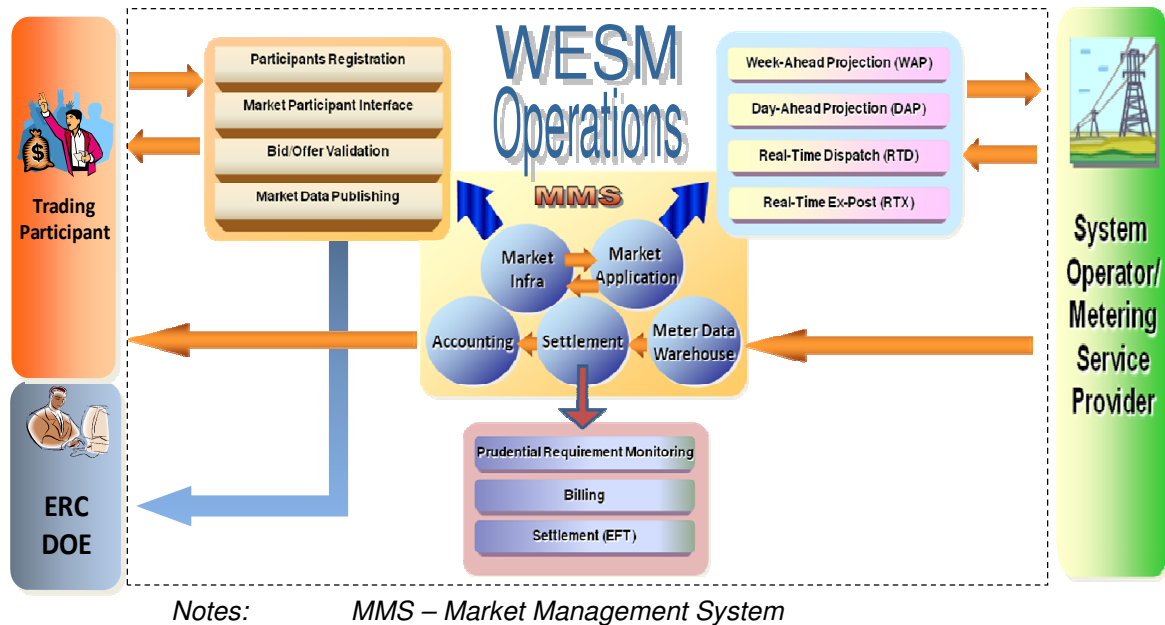 WESM
Operations
Trading
Participant
ERC
DOE
Participants Registration
Market Participant Interface
Bid/Offer Validation
Market Data Publishing
MMS
Market
Infra
Market
Application
Accounting
Settlement
Meter Data
Warehouse
Prudential Requirement Monitoring
Billing
Settlement (EFT)
Week-Ahead Projection (WAP)
Day-Ahead Projection (DAP)
Real-Time Dispatch (RTD)
Real-Time Ex-Post (RTX)
System
Operator/
Metering
Service
Provider
$
Notes: MMS – Market Management System